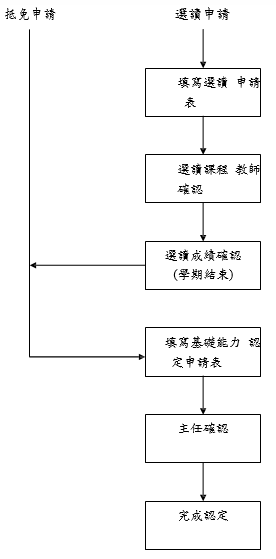 抵免申請
選讀申請
填寫選讀 申請
表
選讀課程 教師
確認
選讀成績確認
(學期結束)
填寫基礎能力 認
定申請表
主任確認
完成認定